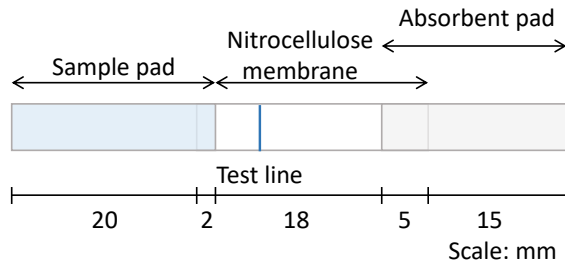 Absorbent pad
Nitrocellulose
membrane
Sample pad
Test line
20 2 18 5 15
Scale: mm